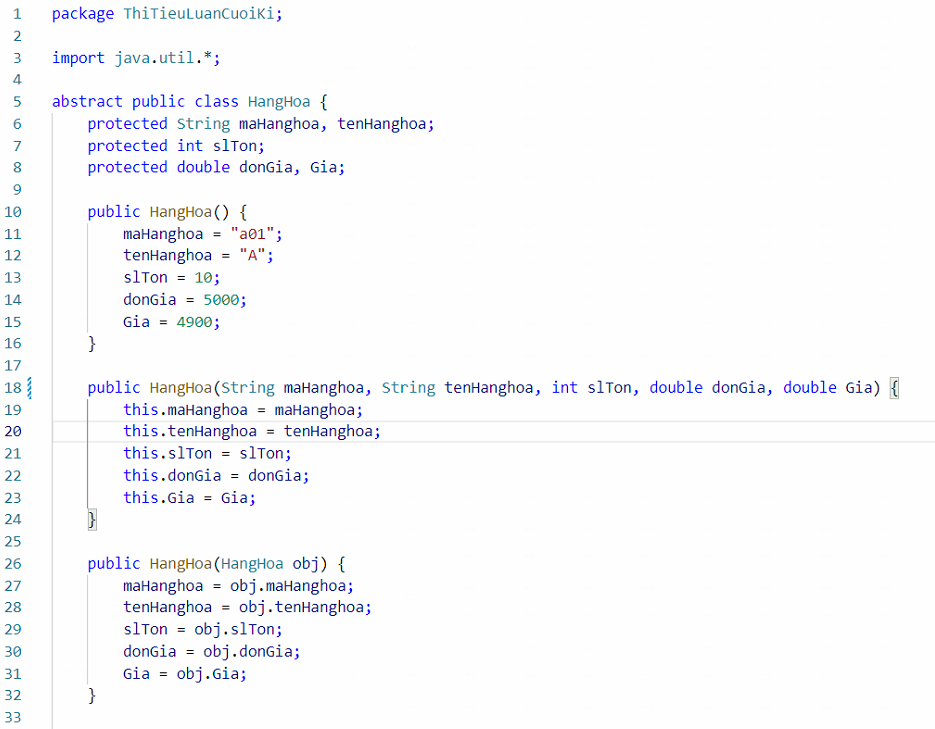 1 package ThiTieuLuanCuoiKi;
2
3 import java.util.*;
4
5 abstract public class HangHoa {
6 protected String maHanghoa, tenHanghoa;
7 protected int slTon;
8 protected double donGia, Gia;
9
10 public HangHoa() {
11 maHanghoa = "a01";
12 tenHanghoa = "A";
13 slTon = 10;
14 donGia = 5000;
15 Gia = 4900;
16 }
17
18 public HangHoa(String maHanghoa, String tenHanghoa, int slTon, double donGia, double Gia) {
19 this.maHanghoa = maHanghoa;
20 this.tenHanghoa = tenHanghoa;
21 this.slTon = slTon;
22 this.donGia = donGia;
23 this.Gia = Gia;
24 }
25
26 public HangHoa(HangHoa obj) {
27 maHanghoa = obj.maHanghoa;
28 tenHanghoa = obj.tenHanghoa;
29 slTon = obj.slTon;
30 donGia = obj.donGia;
31 Gia = obj.Gia;
32 }
33